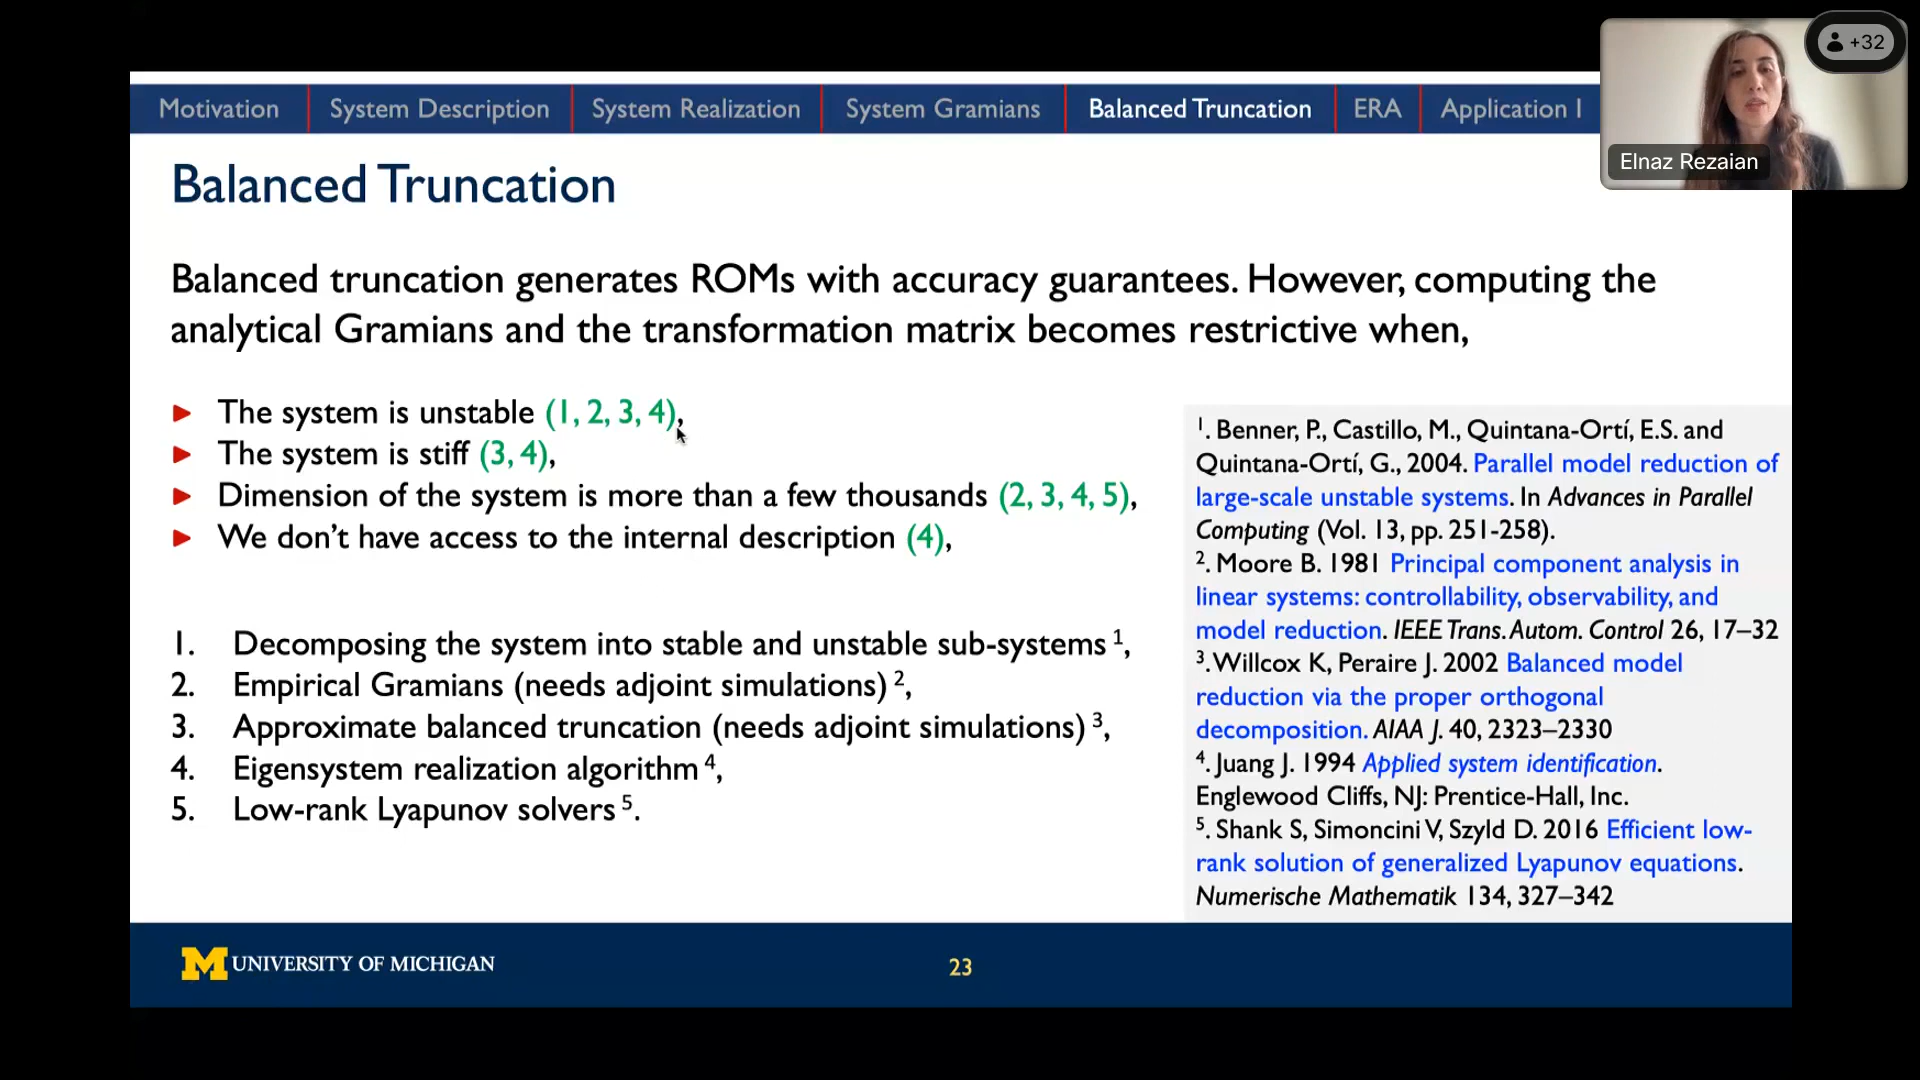 +32
Elnaz Rezaian
Motivation
System Description
System Realization
System Gramians
Balanced Truncation
ERA
Application I
Balanced Truncation
Balanced truncation generates ROMs with accuracy guarantees. However, computing the
analytical Gramians and the transformation matrix becomes restrictive when,
The system is unstable (1, 2, 3, 4),
The system is stiff (3, 4),
Dimension of the system is more than a few thousands (2, 3, 4, 5),
We don't have access to the internal description (4),
1. Decomposing the system into stable and unstable sub-systems ¹,
2. Empirical Gramians (needs adjoint simulations) ²,
3. Approximate balanced truncation (needs adjoint simulations) ³,
4. Eigensystem realization algorithm ⁴,
5. Low-rank Lyapunov solvers ⁵.
¹. Benner, P., Castillo, M., Quintana-Ortí, E.S. and
Quintana-Ortí, G., 2004. Parallel model reduction of
large-scale unstable systems. In Advances in Parallel
Computing (Vol. 13, pp. 251-258).
². Moore B. 1981 Principal component analysis in
linear systems: controllability, observability, and
model reduction. IEEE Trans. Autom. Control 26, 17–32
³. Willcox K, Peraire J. 2002 Balanced model
reduction via the proper orthogonal
decomposition. AIAA J. 40, 2323–2330
⁴. Juang J. 1994 Applied system identification.
Englewood Cliffs, NJ: Prentice-Hall, Inc.
⁵. Shank S, Simoncini V, Szyld D. 2016 Efficient low-
rank solution of generalized Lyapunov equations.
Numerische Mathematik 134, 327–342
M UNIVERSITY OF MICHIGAN
23